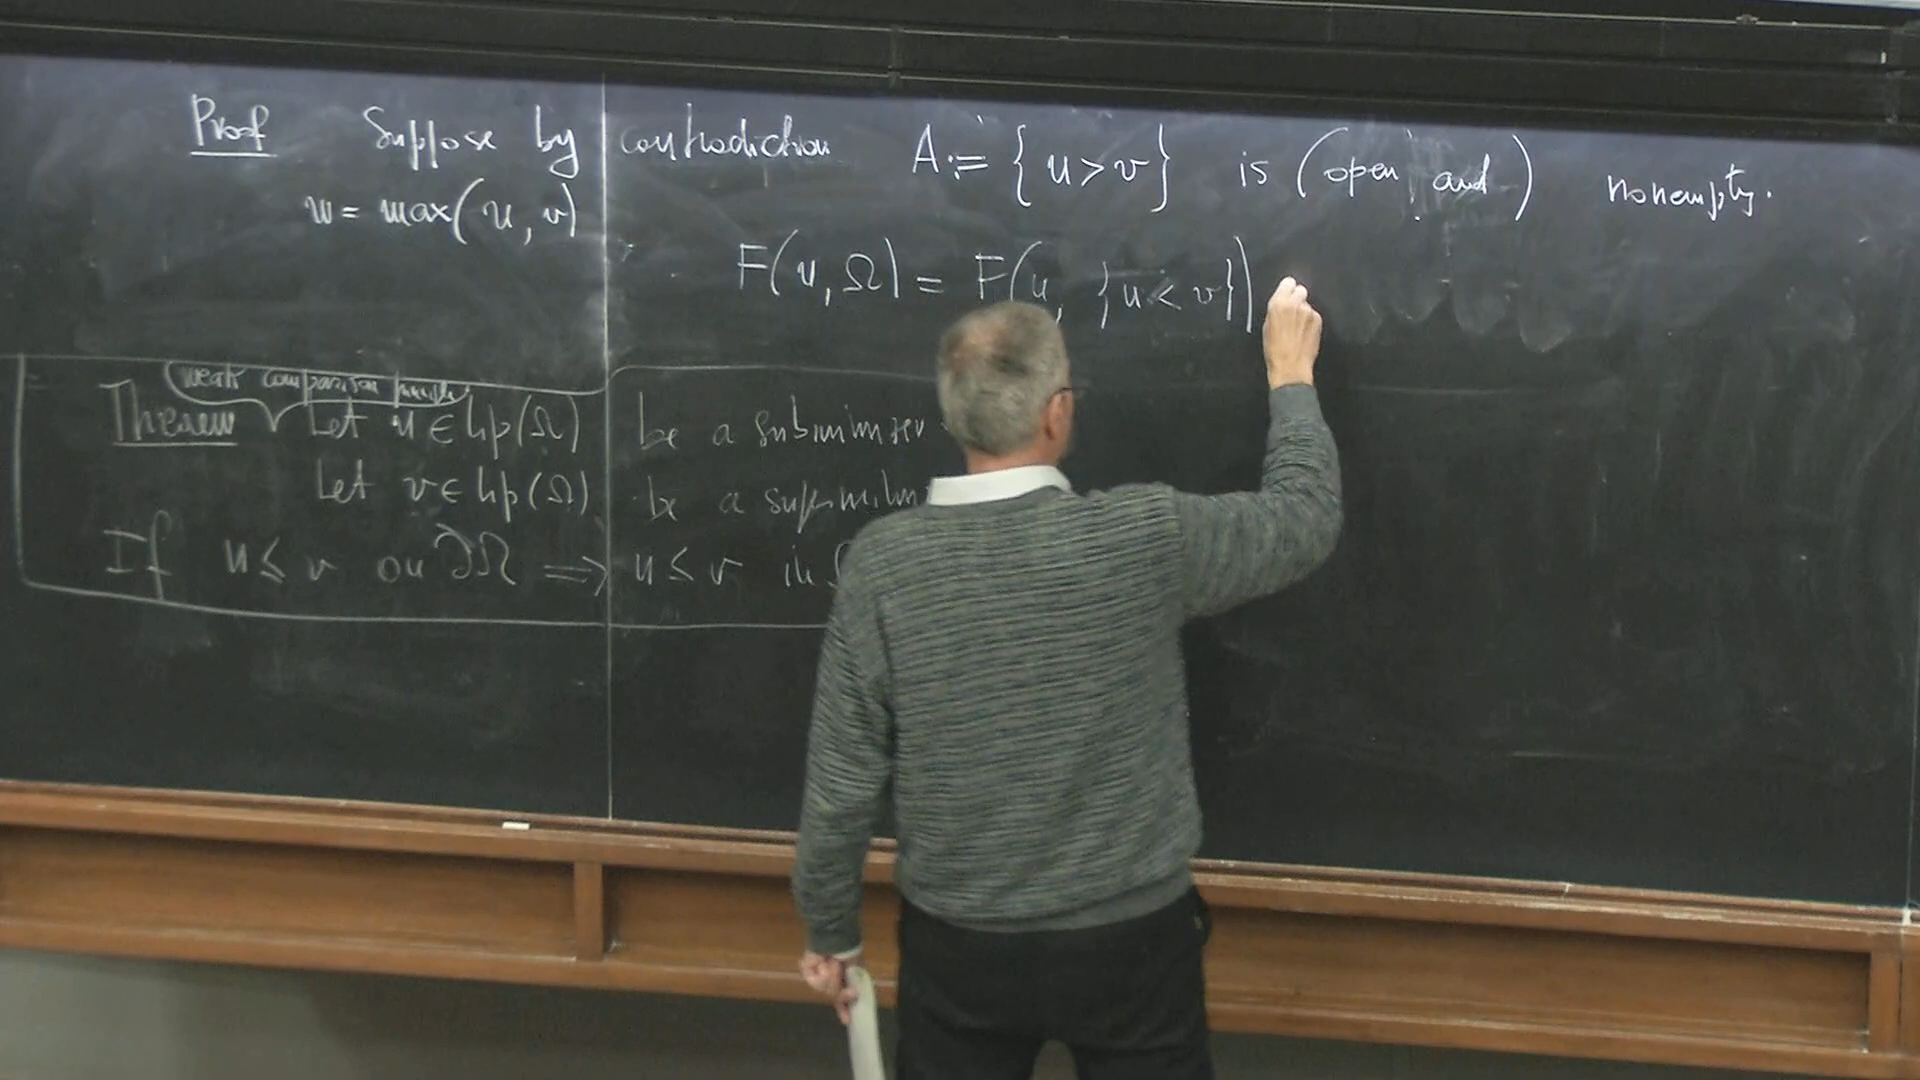 Proof Suppose by contradiction A := { u > v } is (open and) nonempty.
w = max(u, v)
F(u, Ω) = F(u, {u < v})
(weak comparison principle)
Theorem Let u ∈ Lip(Ω) be a subminimizer
Let v ∈ Lip(Ω) be a
If u ≤ v on ∂Ω ⟹ u ≤ v in Ω